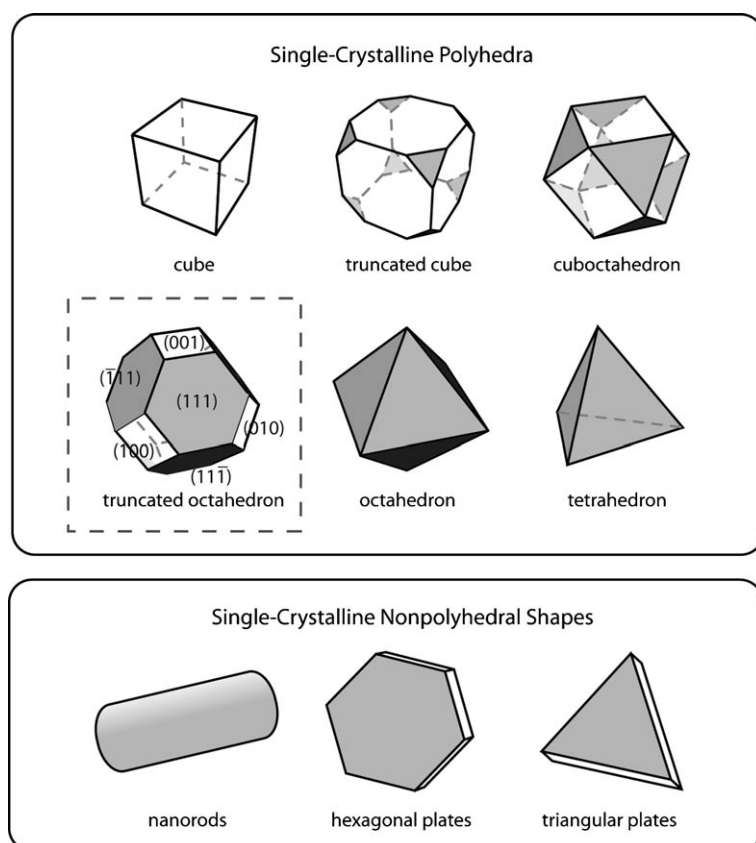 Single-Crystalline Polyhedra
cube
truncated cube
cuboctahedron
(001)
(1̅11)
(111)
(010)
(100)
(111̅)
truncated octahedron
octahedron
tetrahedron
Single-Crystalline Nonpolyhedral Shapes
nanorods
hexagonal plates
triangular plates